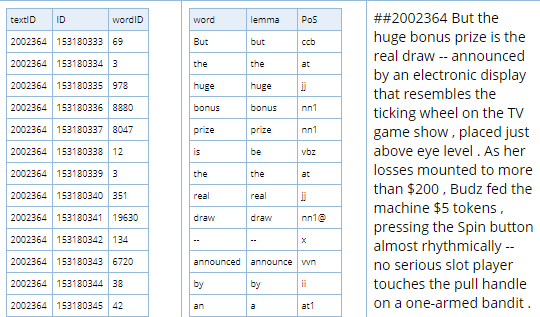 textID ID wordID
2002364 153180333 69
2002364 153180334 3
2002364 153180335 978
2002364 153180336 8880
2002364 153180337 8047
2002364 153180338 12
2002364 153180339 3
2002364 153180340 351
2002364 153180341 19630
2002364 153180342 134
2002364 153180343 6720
2002364 153180344 38
2002364 153180345 42
word lemma PoS
But but ccb
the the at
huge huge jj
bonus bonus nn1
prize prize nn1
is be vbz
the the at
real real jj
draw draw nn1@
-- -- x
announced announce vvn
by by ii
an a at1
##2002364 But the
huge bonus prize is the
real draw -- announced
by an electronic display
that resembles the
ticking wheel on the TV
game show , placed just
above eye level . As her
losses mounted to more
than $200 , Budz fed the
machine $5 tokens ,
pressing the Spin button
almost rhythmically --
no serious slot player
touches the pull handle
on a one-armed bandit .